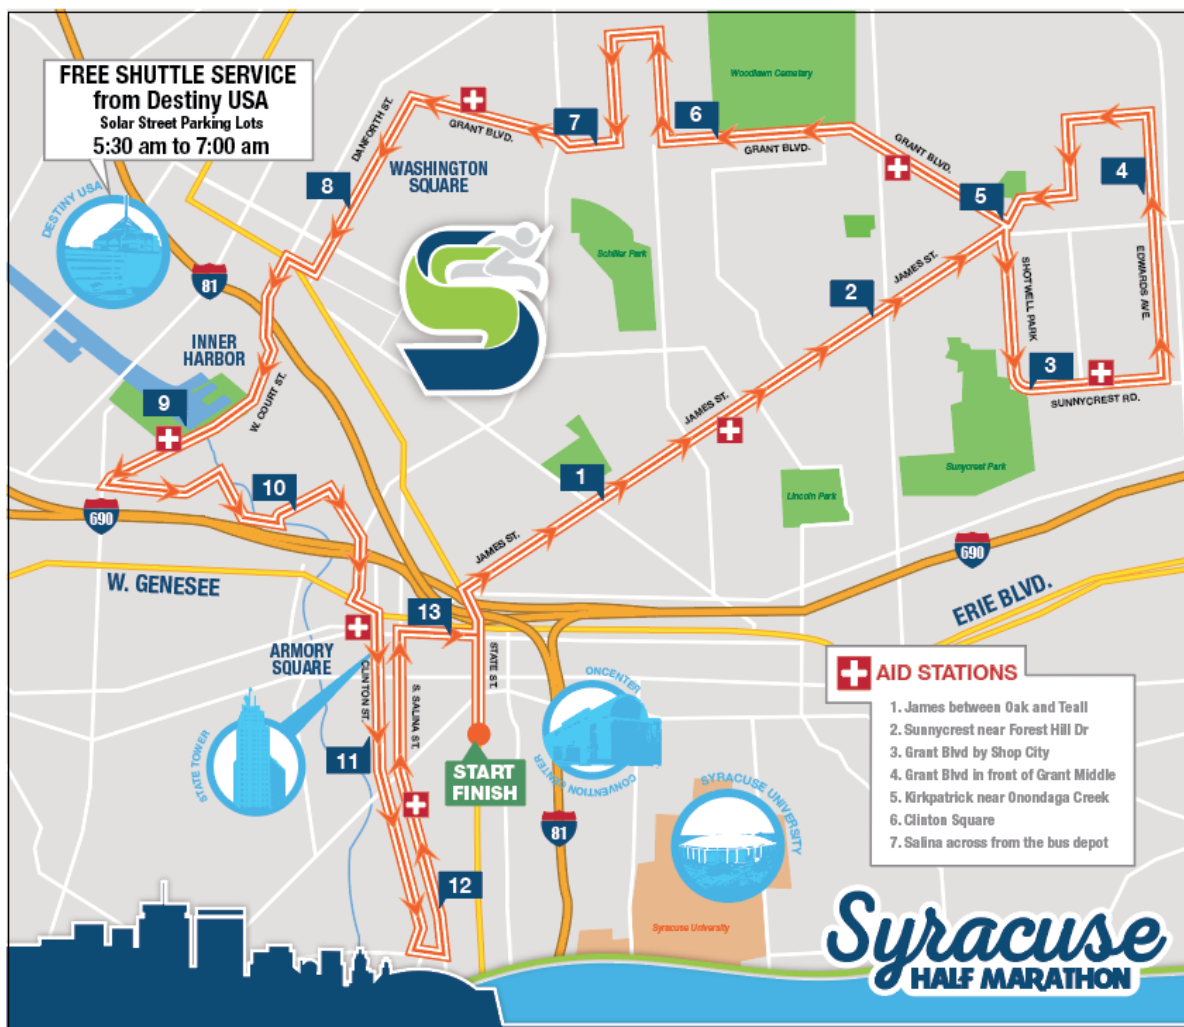 FREE SHUTTLE SERVICE
from Destiny USA
Solar Street Parking Lots
5:30 am to 7:00 am
DESTINY USA
DANFORTH ST.
GRANT BLVD.
7
6
Woodlawn Cemetery
GRANT BLVD.
GRANT BLVD.
4
8
WASHINGTON
SQUARE
5
81
Schiller Park
JAMES ST.
2
SHOTWELL PARK
EDWARDS AVE.
INNER
HARBOR
9
W. COURT ST.
3
SUNNYCREST RD.
JAMES ST.
1
Sunycrest Park
Lincoln Park
10
690
JAMES ST.
690
W. GENESEE
13
ERIE BLVD.
ARMORY
SQUARE
CLINTON ST.
S. SALINA ST.
STATE ST.
STATE TOWER
11
START
FINISH
ONCENTER
CONVENTION CENTER
81
SYRACUSE UNIVERSITY
12
Syracuse University
AID STATIONS
1. James between Oak and Teall
2. Sunnycrest near Forest Hill Dr
3. Grant Blvd by Shop City
4. Grant Blvd in front of Grant Middle
5. Kirkpatrick near Onondaga Creek
6. Clinton Square
7. Salina across from the bus depot
Syracuse
HALF MARATHON